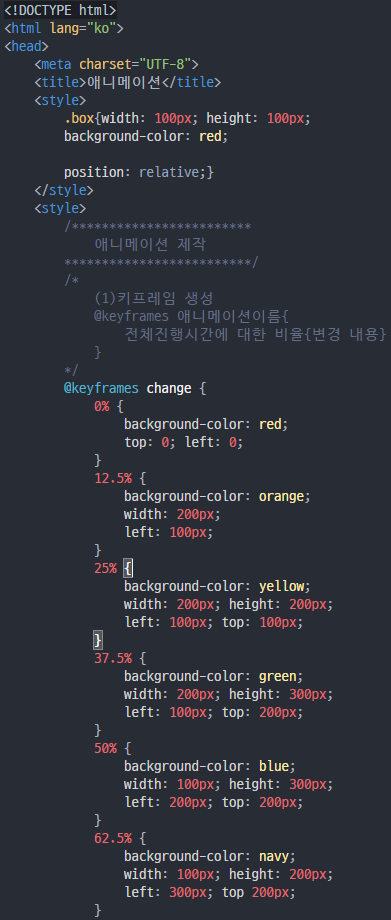 <!DOCTYPE html>
<html lang="ko">
<head>
    <meta charset="UTF-8">
    <title>애니메이션</title>
    <style>
        .box{width: 100px; height: 100px;
        background-color: red;

        position: relative;}
    </style>
    <style>
        /************************
            애니메이션 제작
        *************************/
        /*
            (1)키프레임 생성
            @keyframes 애니메이션이름{
                전체진행시간에 대한 비율{변경 내용}
            }
        */
        @keyframes change {
            0% {
                background-color: red;
                top: 0; left: 0;
            }
            12.5% {
                background-color: orange;
                width: 200px;
                left: 100px;
            }
            25% {
                background-color: yellow;
                width: 200px; height: 200px;
                left: 100px; top: 100px;
            }
            37.5% {
                background-color: green;
                width: 200px; height: 300px;
                left: 100px; top: 200px;
            }
            50% {
                background-color: blue;
                width: 100px; height: 300px;
                left: 200px; top: 200px;
            }
            62.5% {
                background-color: navy;
                width: 100px; height: 200px;
                left: 300px; top 200px;
            }